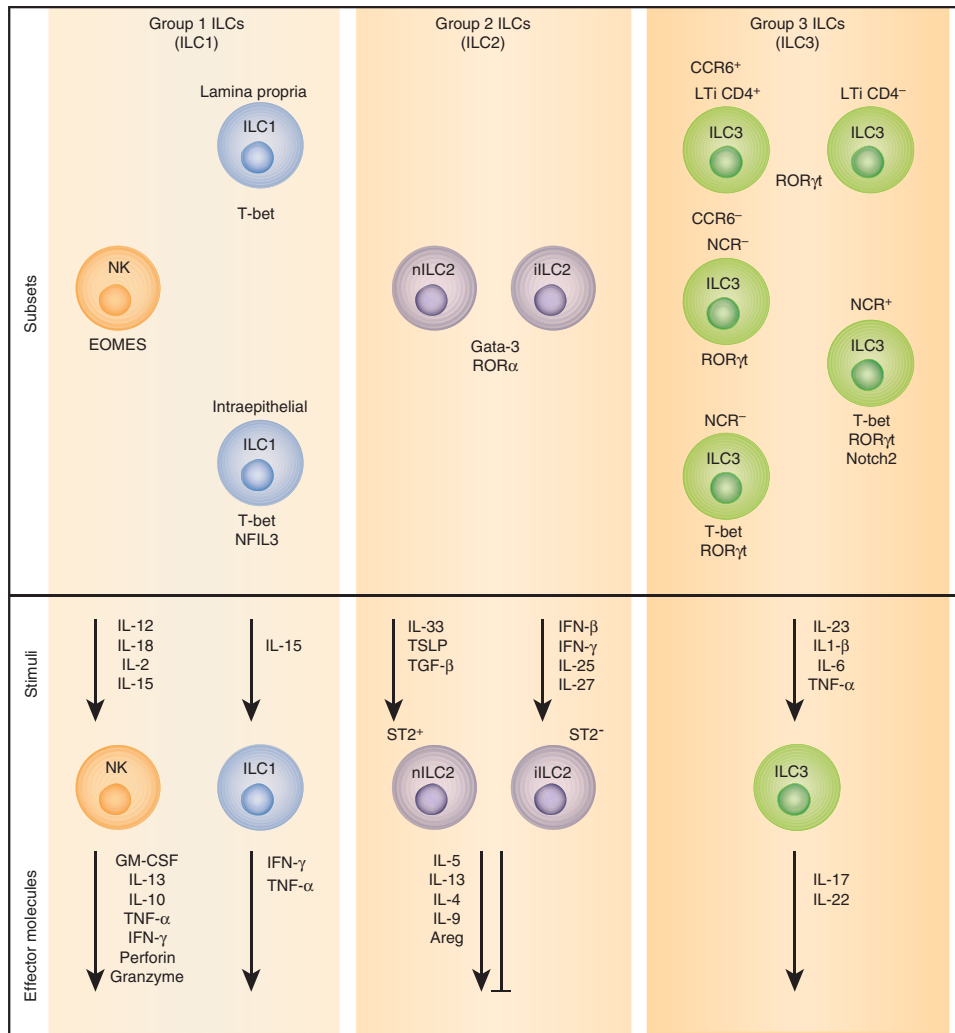 Group 1 ILCs
(ILC1)
Group 2 ILCs
(ILC2)
Group 3 ILCs
(ILC3)
Subsets
Lamina propria
ILC1
T-bet
NK
EOMES
Intraepithelial
ILC1
T-bet
NFIL3
nILC2
iILC2
Gata-3
RORα
CCR6⁺
LTi CD4⁺
LTi CD4⁻
ILC3
ILC3
RORγt
CCR6⁻
NCR⁻
ILC3
RORγt
NCR⁺
ILC3
T-bet
RORγt
Notch2
NCR⁻
ILC3
T-bet
RORγt
Stimuli
IL-12
IL-18
IL-2
IL-15
IL-15
IL-33
TSLP
TGF-β
IFN-β
IFN-γ
IL-25
IL-27
IL-23
IL1-β
IL-6
TNF-α
NK
ILC1
ST2⁺
nILC2
ST2⁻
iILC2
ILC3
Effector molecules
GM-CSF
IL-13
IL-10
TNF-α
IFN-γ
Perforin
Granzyme
IFN-γ
TNF-α
IL-5
IL-13
IL-4
IL-9
Areg
IL-17
IL-22